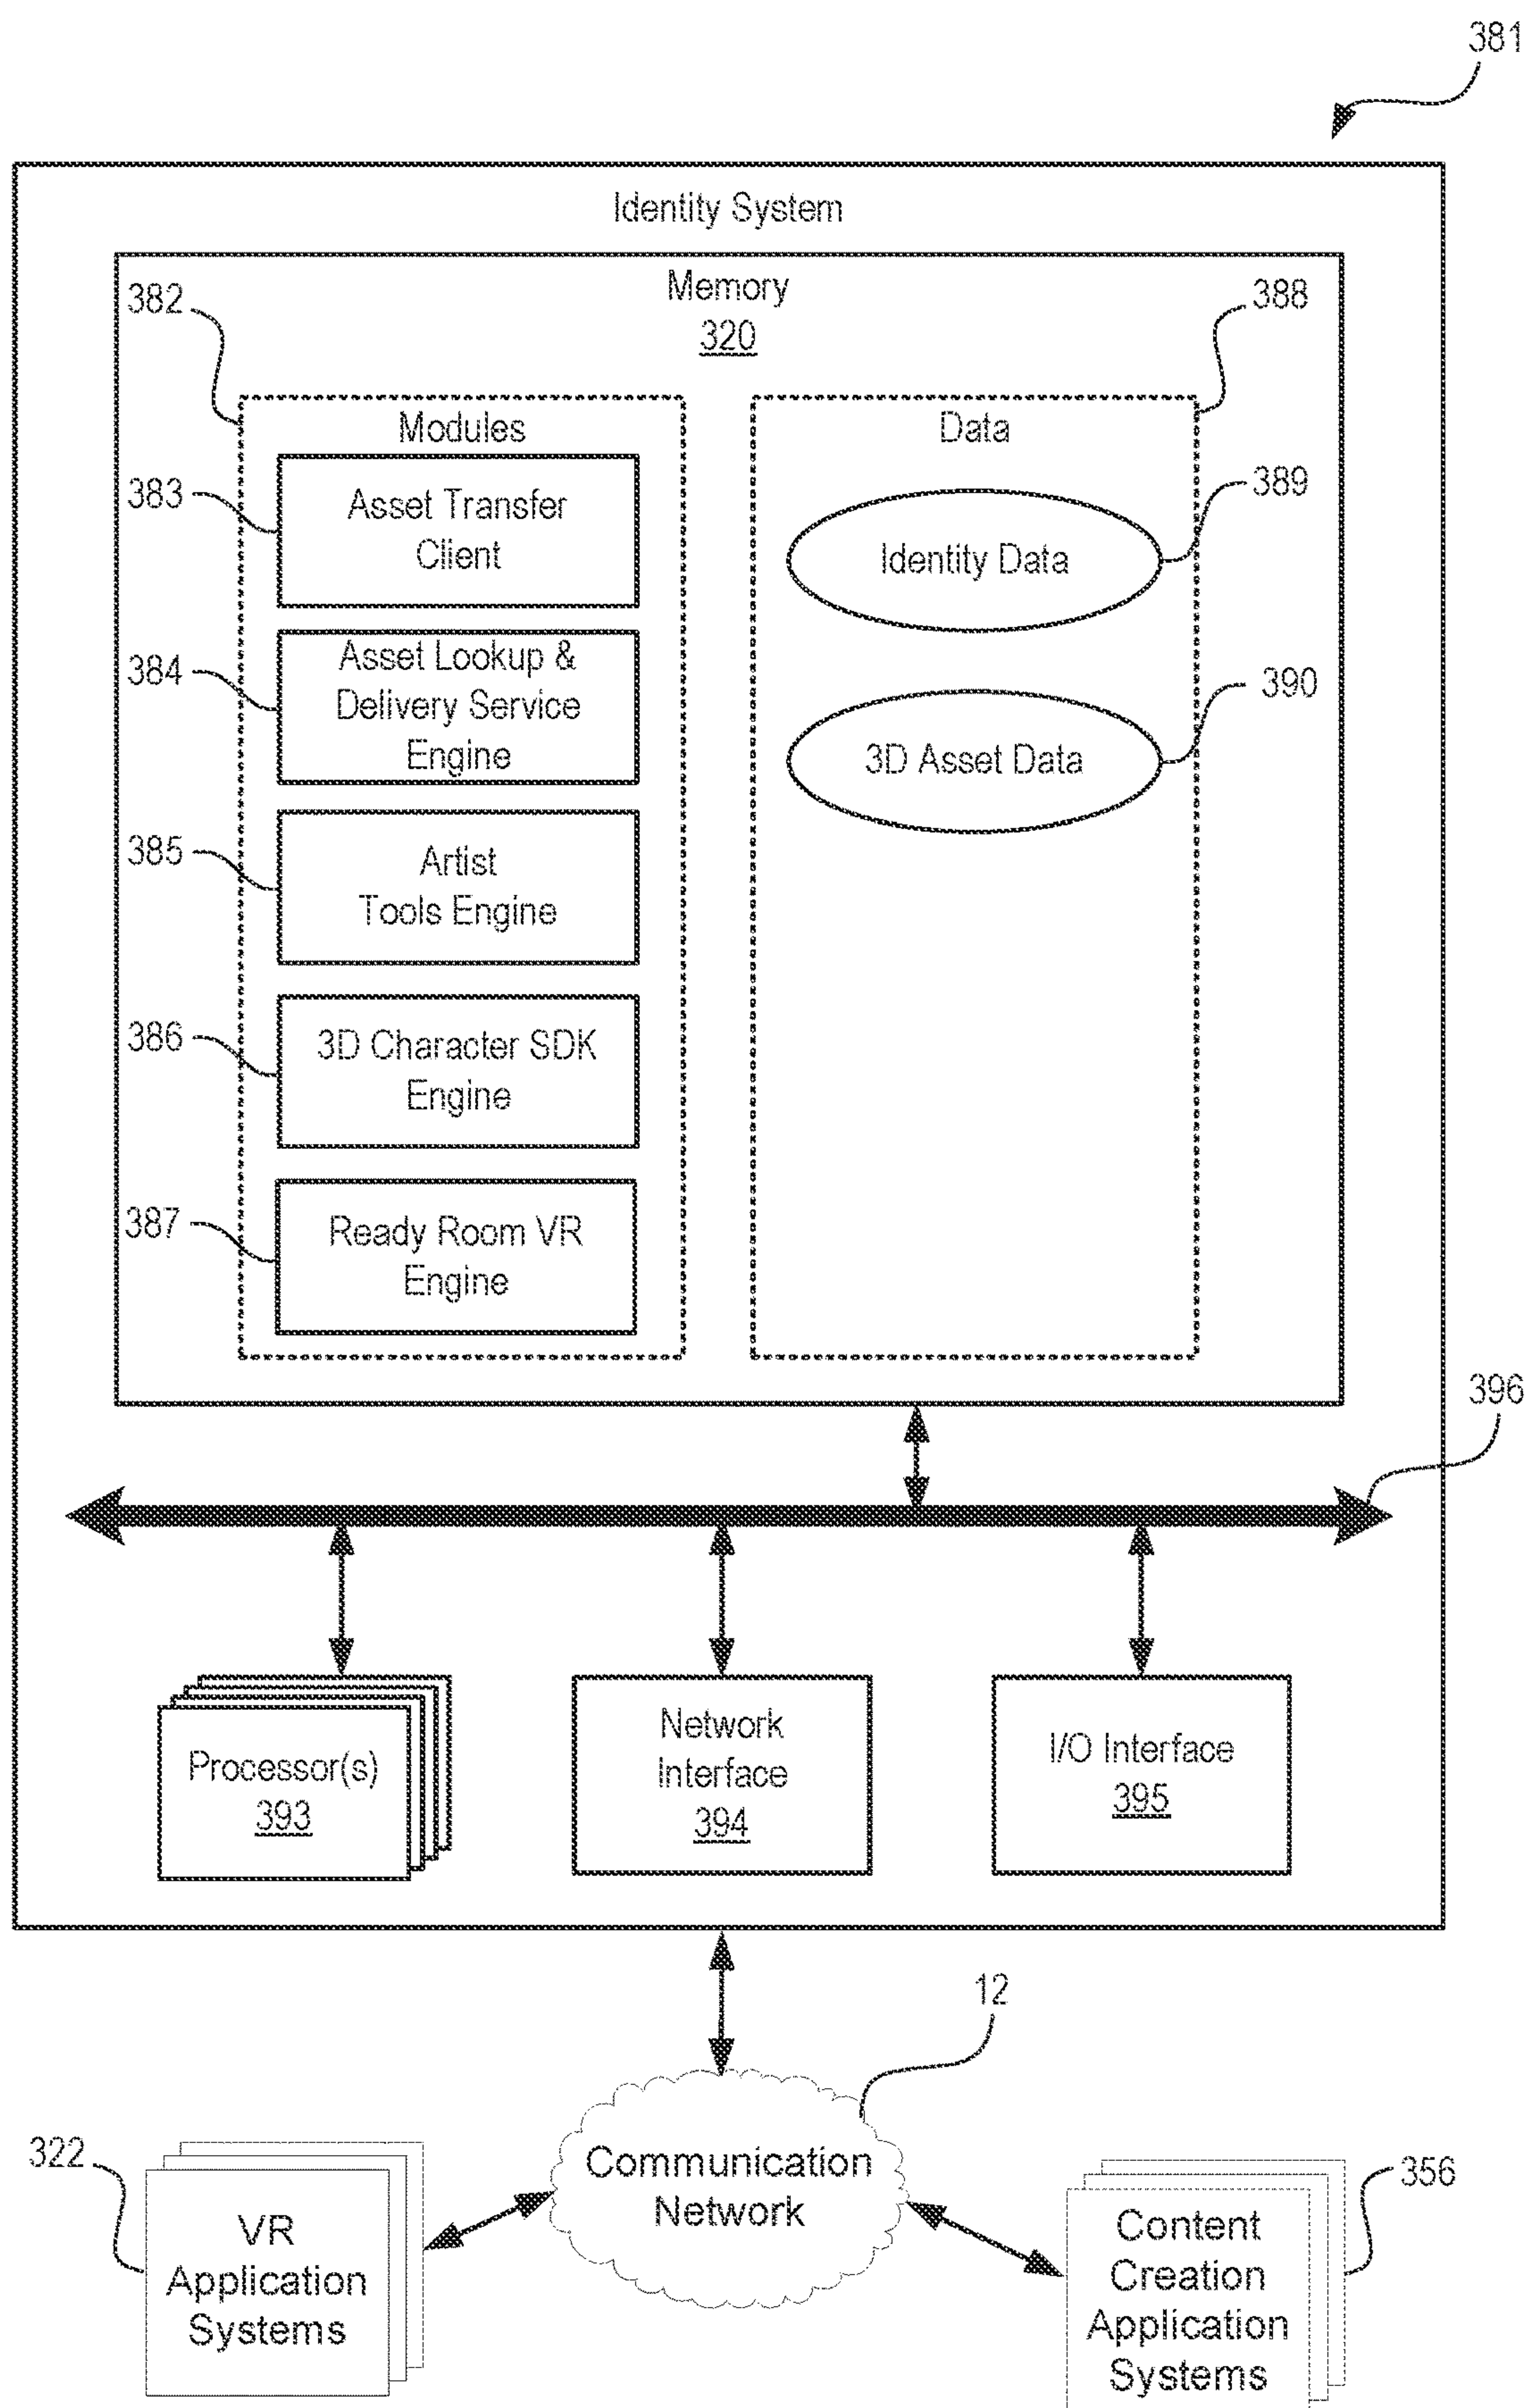 381
Identity System
Memory
320
382
388
Modules
383
Asset Transfer
Client
384
Asset Lookup &
Delivery Service
Engine
385
Artist
Tools Engine
386
3D Character SDK
Engine
387
Ready Room VR
Engine
Data
389
Identity Data
390
3D Asset Data
396
Processor(s)
393
Network
Interface
394
I/O Interface
395
12
Communication
Network
322
VR
Application
Systems
356
Content
Creation
Application
Systems